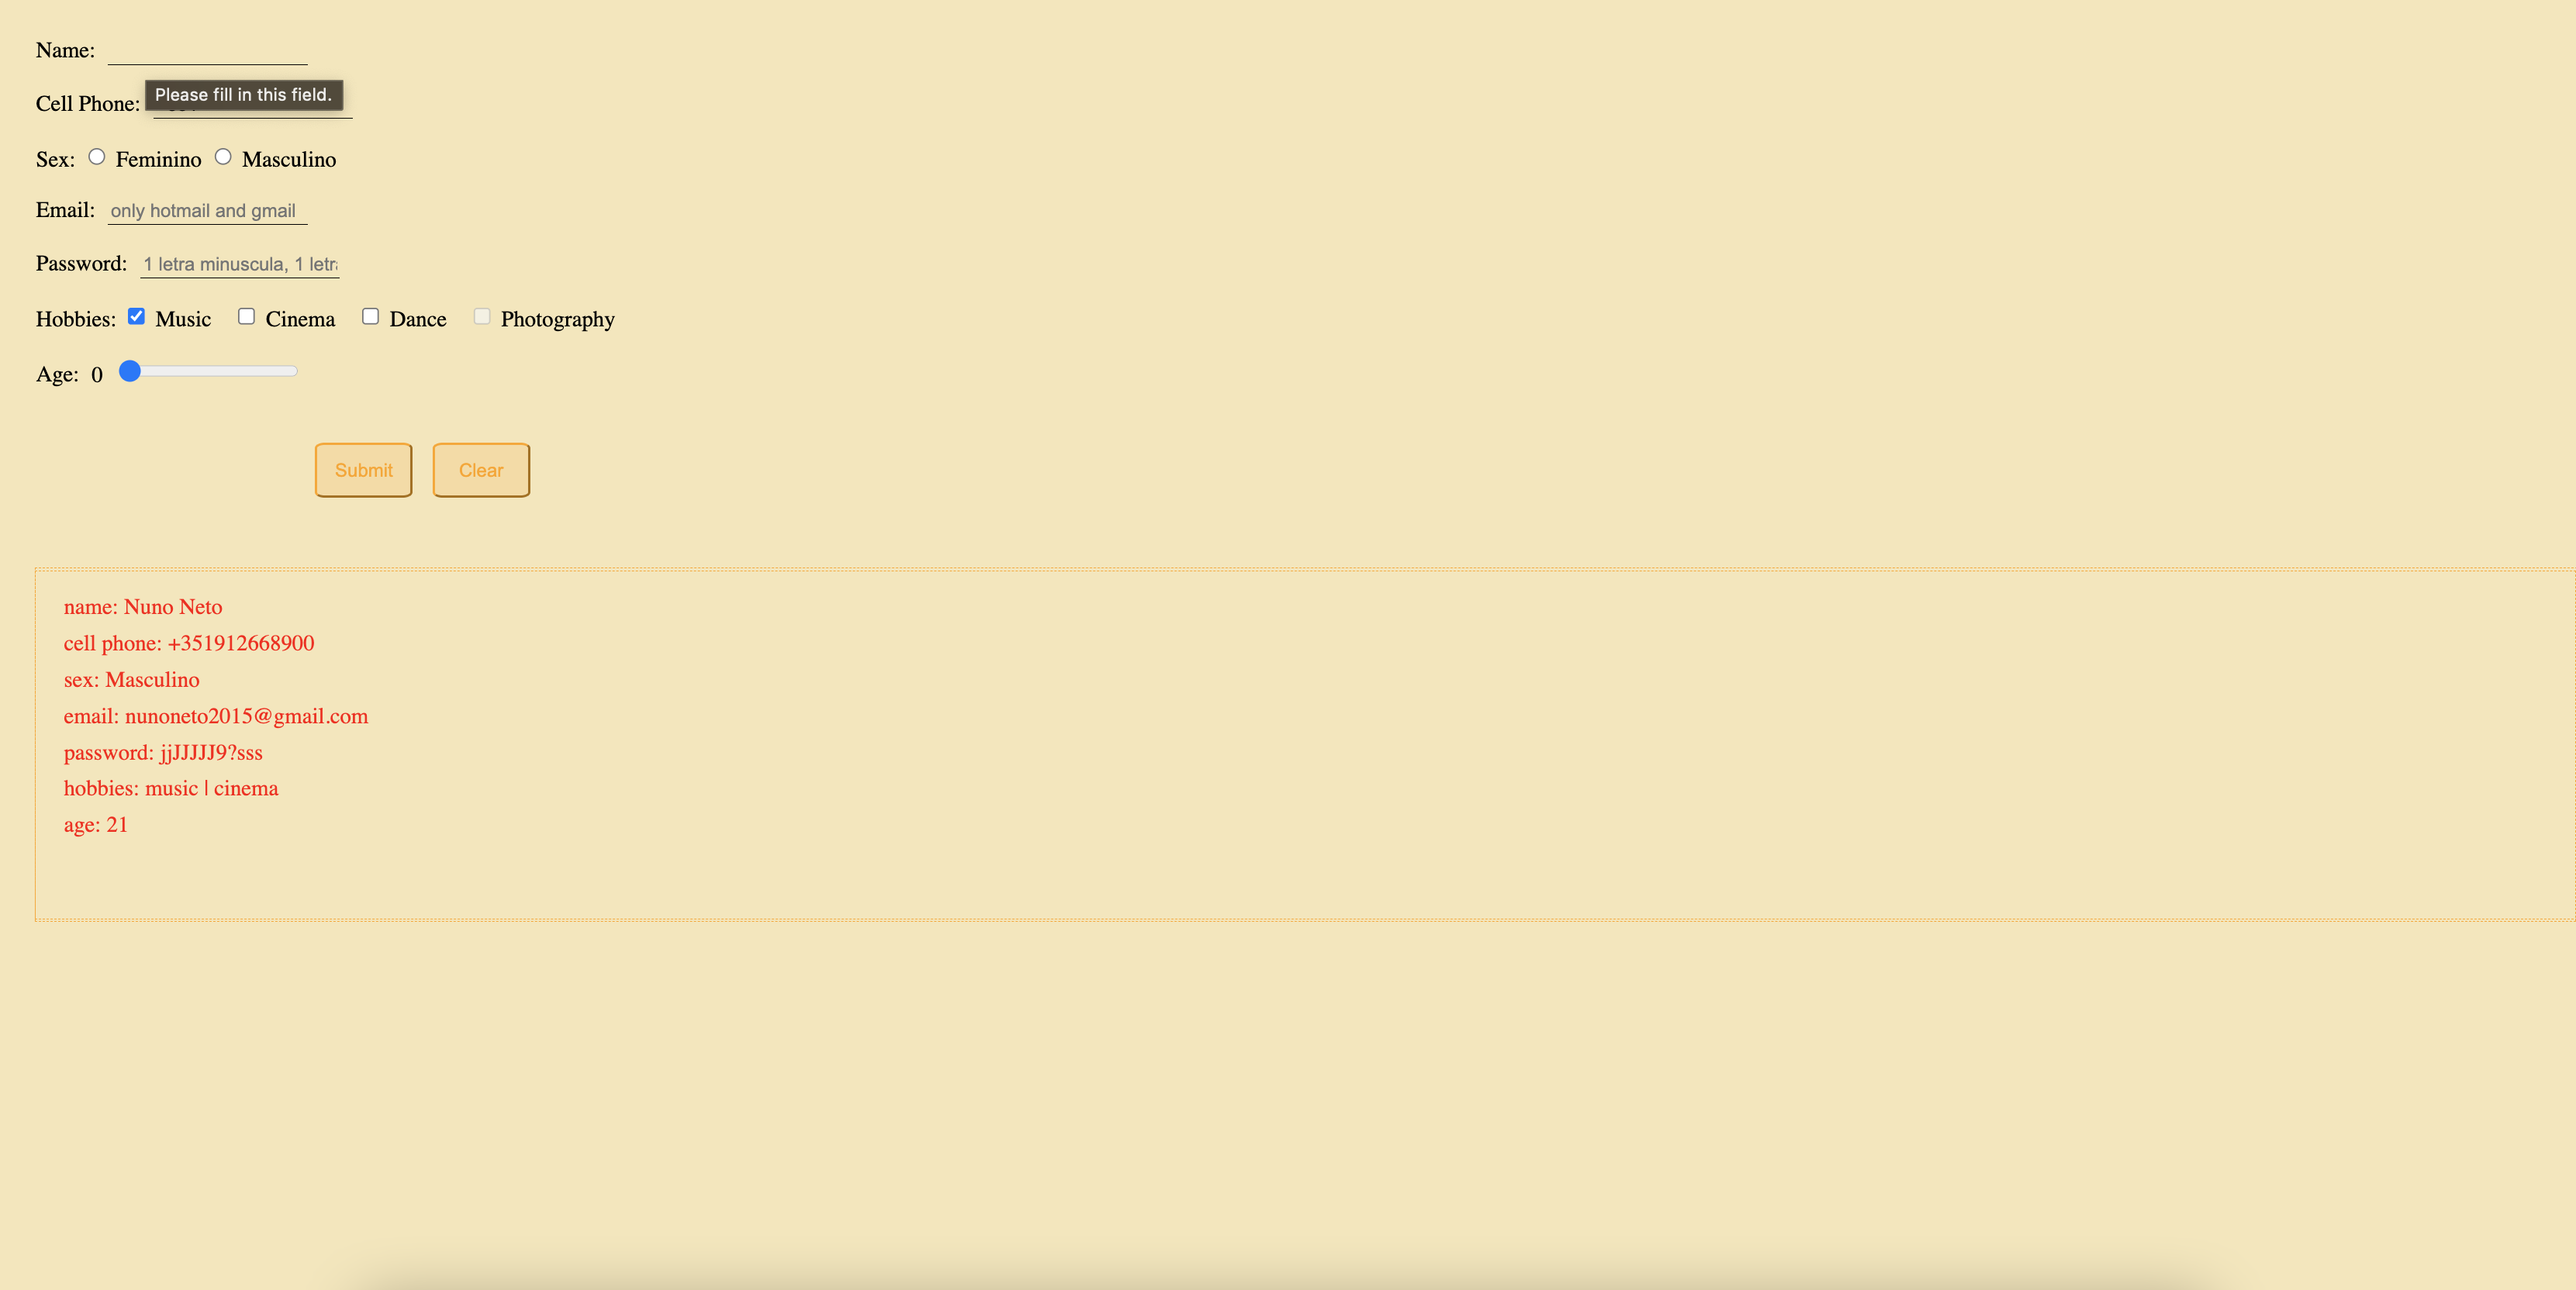 Name:
Please fill in this field.
Cell Phone:
Sex: Feminino Masculino
Email: only hotmail and gmail
Password: 1 letra minuscula, 1 letr
Hobbies: Music Cinema Dance Photography
Age: 0
Submit Clear
name: Nuno Neto
cell phone: +351912668900
sex: Masculino
email: nunoneto2015@gmail.com
password: jjJJJJJ9?sss
hobbies: music | cinema
age: 21